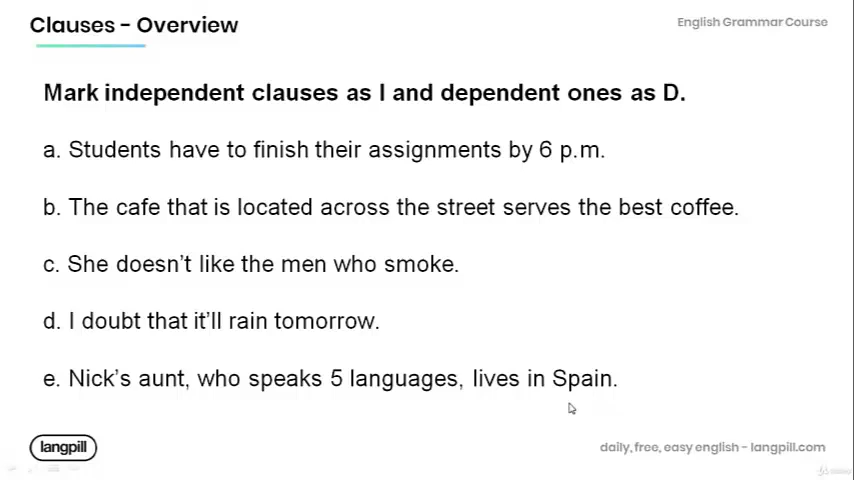 Clauses - Overview
English Grammar Course
Mark independent clauses as I and dependent ones as D.
a. Students have to finish their assignments by 6 p.m.
b. The cafe that is located across the street serves the best coffee.
c. She doesn't like the men who smoke.
d. I doubt that it'll rain tomorrow.
e. Nick's aunt, who speaks 5 languages, lives in Spain.
langpill
daily, free, easy english - langpill.com